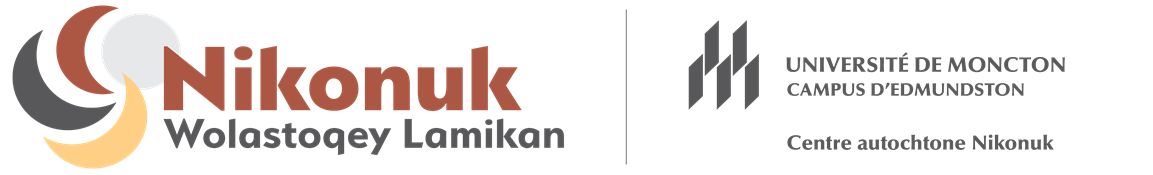 Nikonuk
Wolastoqey Lamikan
UNIVERSITÉ DE MONCTON
CAMPUS D'EDMUNDSTON
Centre autochtone Nikonuk